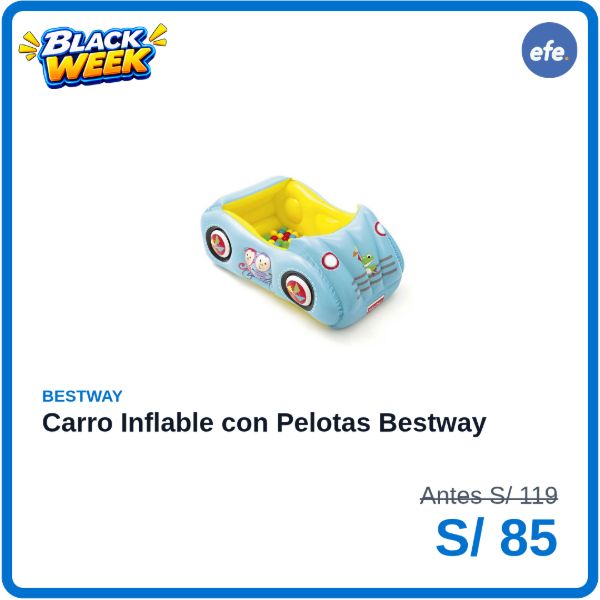 BLACK
WEEK
efe.
BESTWAY
Carro Inflable con Pelotas Bestway
Antes S/ 119
S/ 85